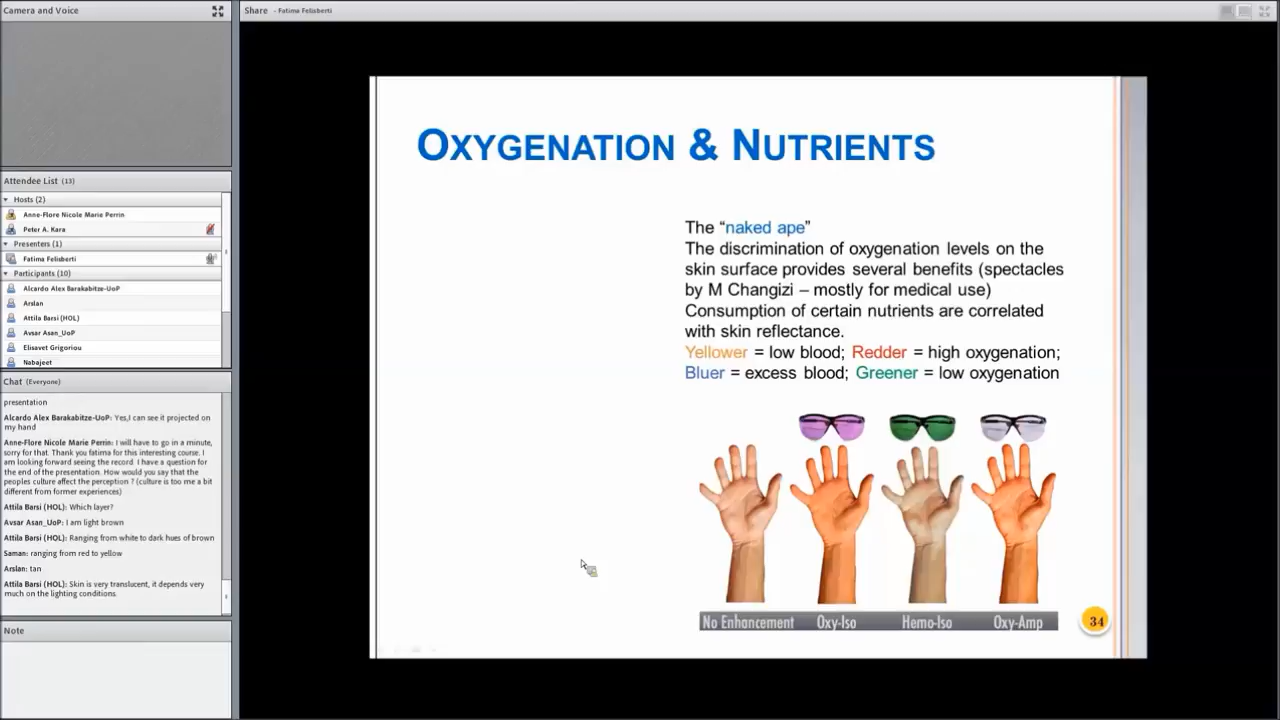 Camera and Voice
Share - Fatima Felisberti
Attendee List (13)
Hosts (2)
Anne-Flore Nicole Marie Perrin
Peter A. Kara
Presenters (1)
Fatima Felisberti
Participants (10)
Alcardo Alex Barakabitze-UoP
Arslan
Attila Barsi (HOL)
Avsar Asan_UoP
Elisavet Grigoriou
Nabajeet
Chat (Everyone)
presentation
Alcardo Alex Barakabitze-UoP: Yes,I can see it projected on
my hand
Anne-Flore Nicole Marie Perrin: I will have to go in a minute,
sorry for that. Thank you fatima for this interesting course. I
am looking forward seeing the record. I have a question for
the end of the presentation. How would you say that the
peoples culture affect the perception ? (culture is too me a bit
different from former experiences)
Attila Barsi (HOL): Which layer?
Avsar Asan_UoP: I am light brown
Attila Barsi (HOL): Ranging from white to dark hues of brown
Saman: ranging from red to yellow
Arslan: tan
Attila Barsi (HOL): Skin is very translucent, it depends very
much on the lighting conditions.
Note
OXYGENATION & NUTRIENTS
The “naked ape”
The discrimination of oxygenation levels on the
skin surface provides several benefits (spectacles
by M Changizi – mostly for medical use)
Consumption of certain nutrients are correlated
with skin reflectance.
Yellower = low blood; Redder = high oxygenation;
Bluer = excess blood; Greener = low oxygenation
No Enhancement Oxy-Iso Hemo-Iso Oxy-Amp
34